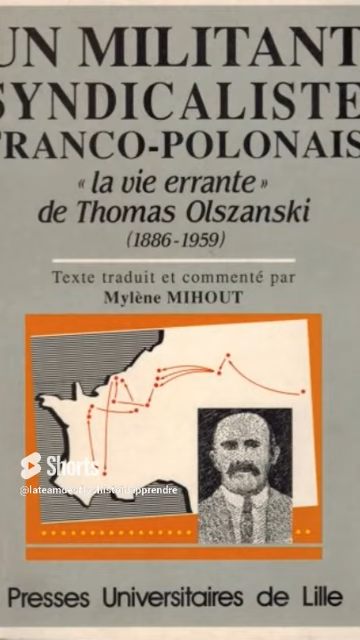 UN MILITANT
SYNDICALISTE
FRANCO-POLONAIS
« la vie errante »
de Thomas Olszanski
(1886-1959)
Texte traduit et commenté par
Mylène MIHOUT
Shorts
Presses Universitaires de Lille